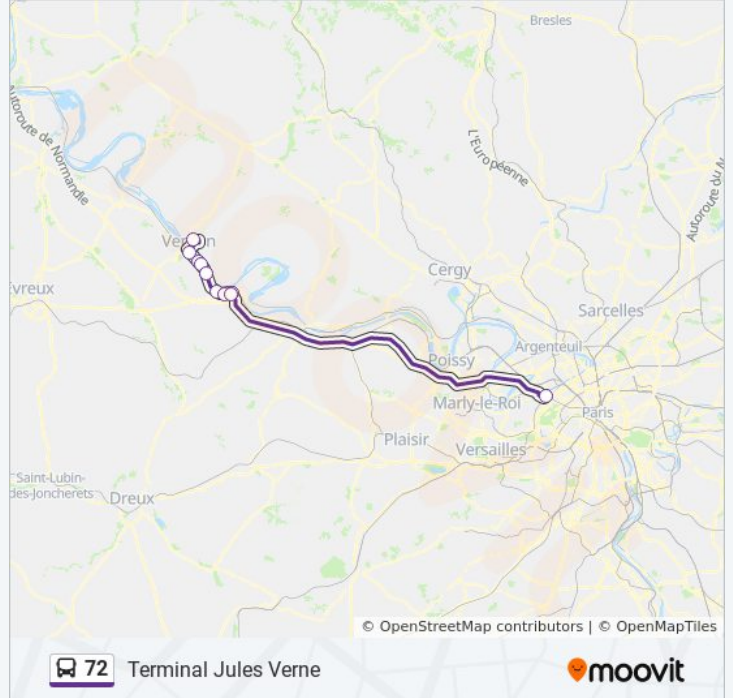 Bresles
L'Européenne
Autoroute de Normandie
Autoroute du N
Vernon
Cergy
vreux
Sarcelles
Argenteuil
Poissy
Marly-le-Roi
Paris
Plaisir
Versailles
Saint-Lubin-
des-Joncherets
Dreux
© OpenStreetMap contributors | © OpenMapTiles
72 Terminal Jules Verne
moovit